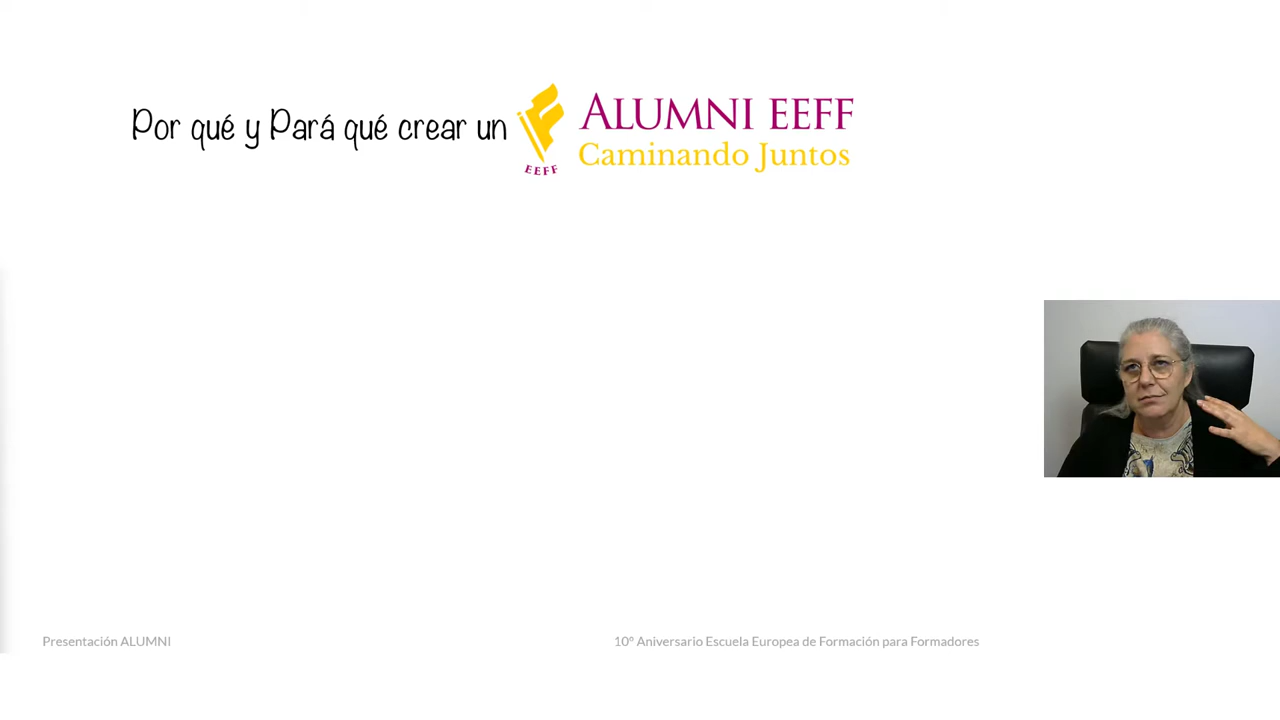 Por qué y Pará qué crear un
ALUMNI EEFF
Caminando Juntos
EEFF
Presentación ALUMNI
10º Aniversario Escuela Europea de Formación para Formadores